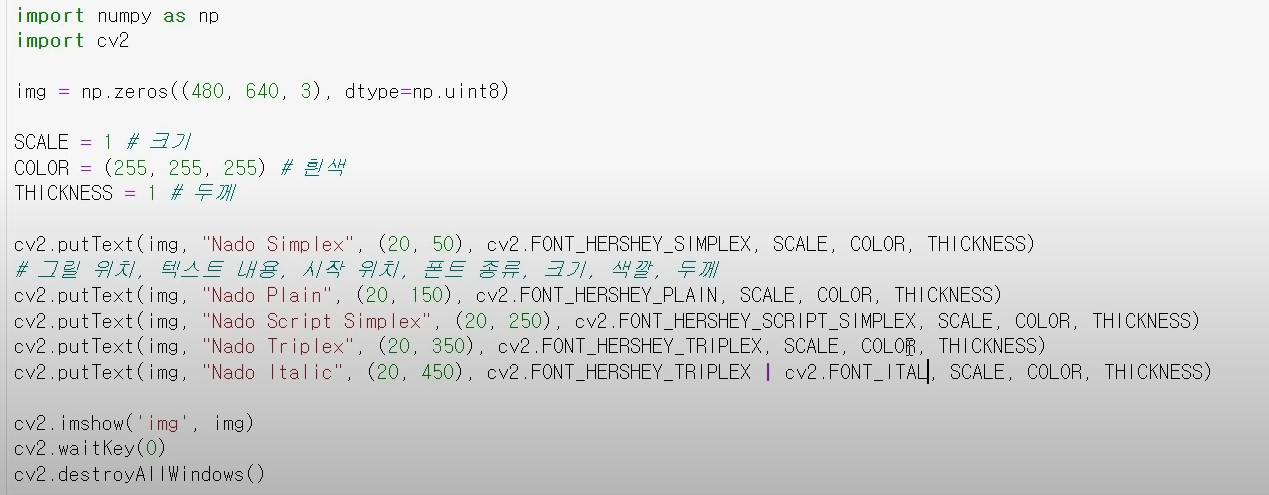 import numpy as np
import cv2
img = np.zeros((480, 640, 3), dtype=np.uint8)
SCALE = 1 # 크기
COLOR = (255, 255, 255) # 흰색
THICKNESS = 1 # 두께
cv2.putText(img, "Nado Simplex", (20, 50), cv2.FONT_HERSHEY_SIMPLEX, SCALE, COLOR, THICKNESS)
# 그릴 위치, 텍스트 내용, 시작 위치, 폰트 종류, 크기, 색깔, 두께
cv2.putText(img, "Nado Plain", (20, 150), cv2.FONT_HERSHEY_PLAIN, SCALE, COLOR, THICKNESS)
cv2.putText(img, "Nado Script Simplex", (20, 250), cv2.FONT_HERSHEY_SCRIPT_SIMPLEX, SCALE, COLOR, THICKNESS)
cv2.putText(img, "Nado Triplex", (20, 350), cv2.FONT_HERSHEY_TRIPLEX, SCALE, COLOR, THICKNESS)
cv2.putText(img, "Nado Italic", (20, 450), cv2.FONT_HERSHEY_TRIPLEX | cv2.FONT_ITAL, SCALE, COLOR, THICKNESS)
cv2.imshow('img', img)
cv2.waitKey(0)
cv2.destroyAllWindows()